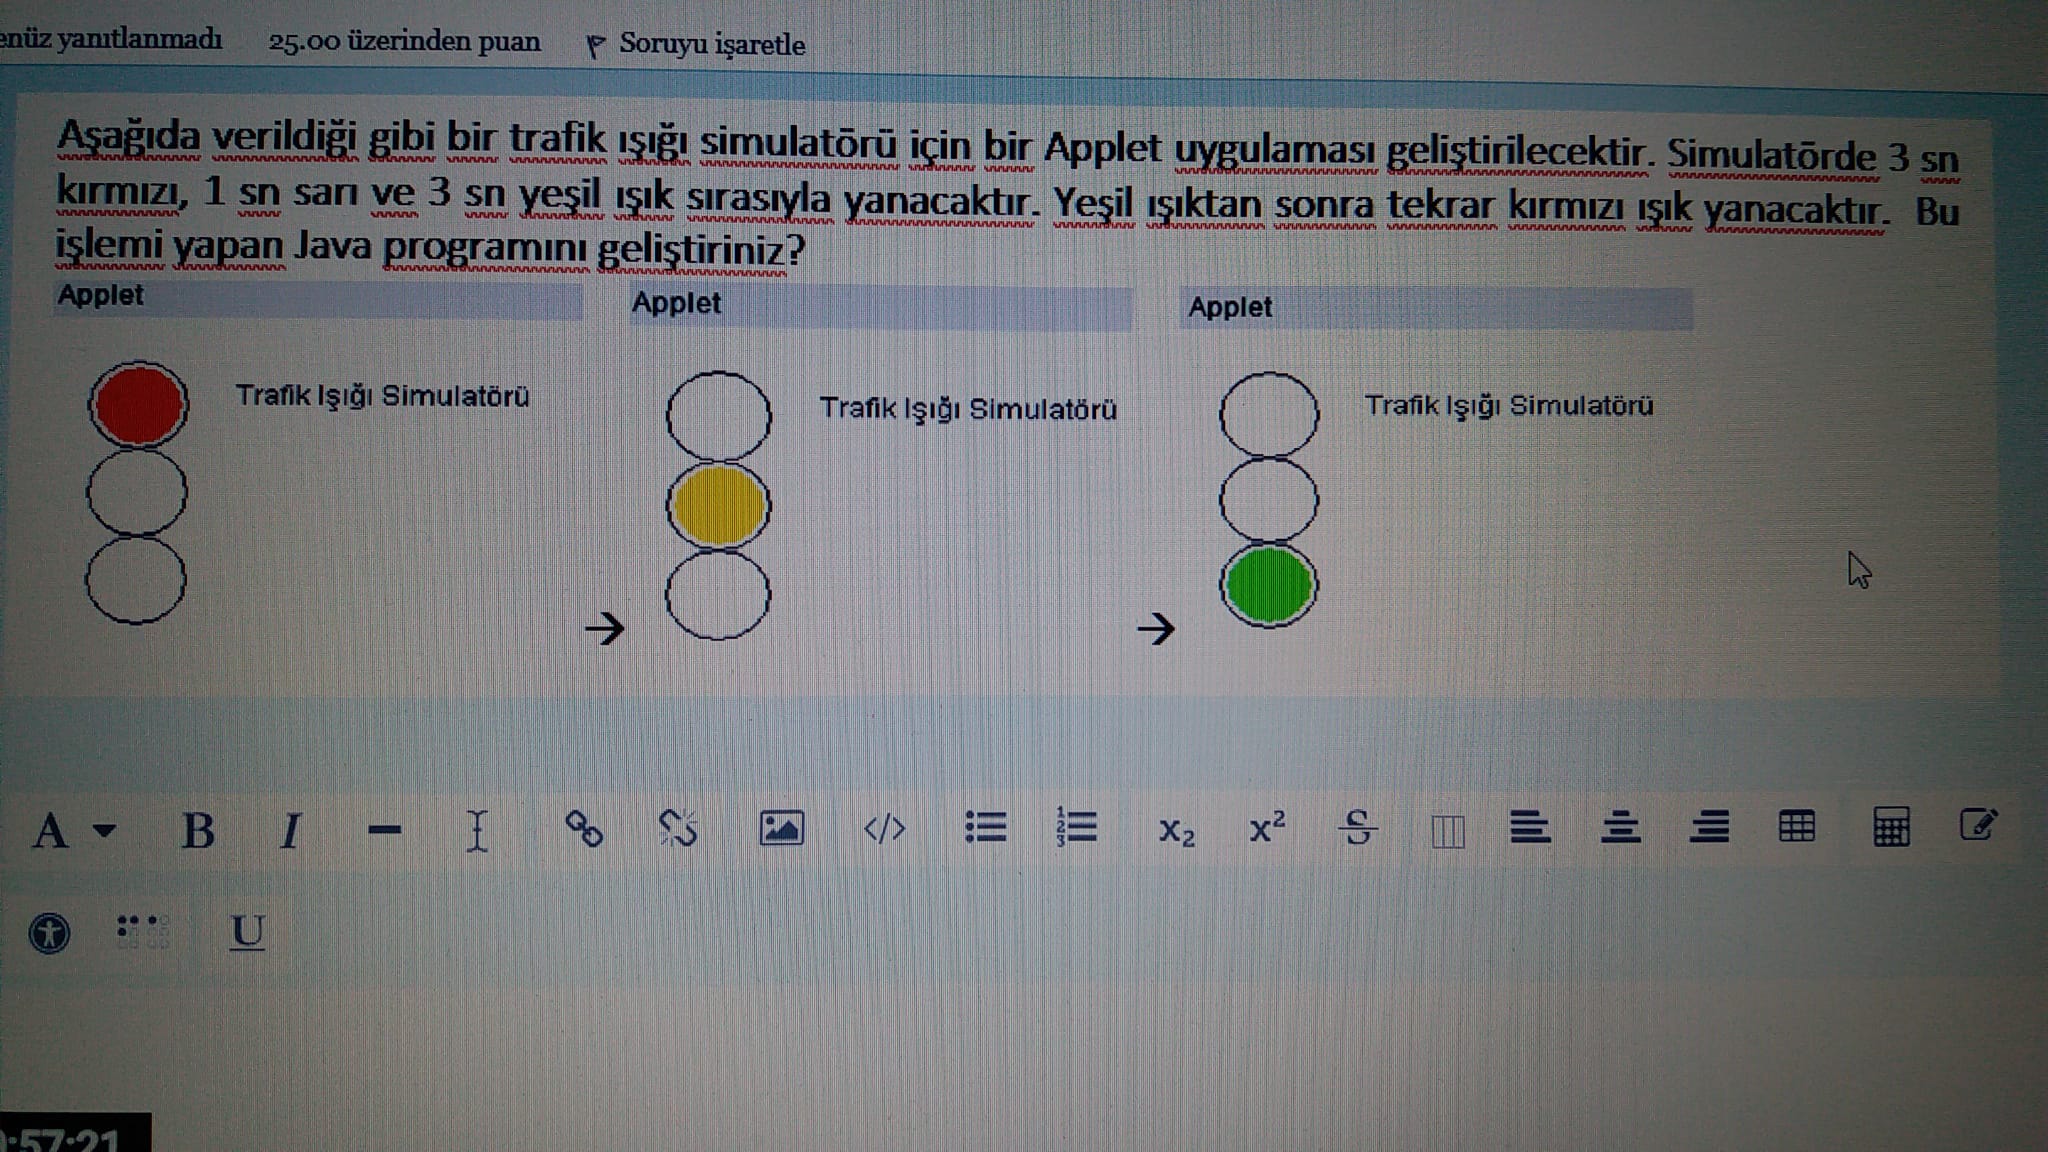 yanıtlanmadı 25.00 üzerinden puan Soruyu işaretle
Aşağıda verildiği gibi bir trafik ışığı simulatörü için bir Applet uygulaması geliştirilecektir. Simulatörde 3 sn
kırmızı, 1 sn sarı ve 3 sn yeşil ışık sırasıyla yanacaktır. Yeşil ışıktan sonra tekrar kırmızı ışık yanacaktır. Bu
işlemi yapan Java programını geliştiriniz?
Applet Applet Applet
Trafik Işığı Simulatörü Trafik Işığı Simulatörü Trafik Işığı Simulatörü
→ →
A B I </> X₂ X² S
U
:57:21